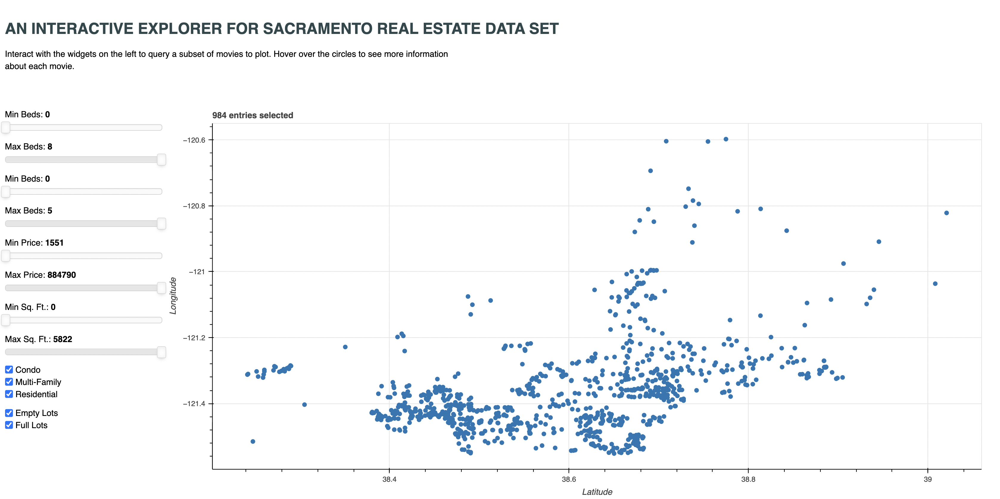 AN INTERACTIVE EXPLORER FOR SACRAMENTO REAL ESTATE DATA SET
Interact with the widgets on the left to query a subset of movies to plot. Hover over the circles to see more information
about each movie.
Min Beds: 0
Max Beds: 8
Min Beds: 0
Max Beds: 5
Min Price: 1551
Max Price: 884790
Min Sq. Ft.: 0
Max Sq. Ft.: 5822
Condo
Multi-Family
Residential
Empty Lots
Full Lots
984 entries selected
−120.6
−120.8
−121
−121.2
−121.4
Longitude
38.4
38.6
38.8
39
Latitude